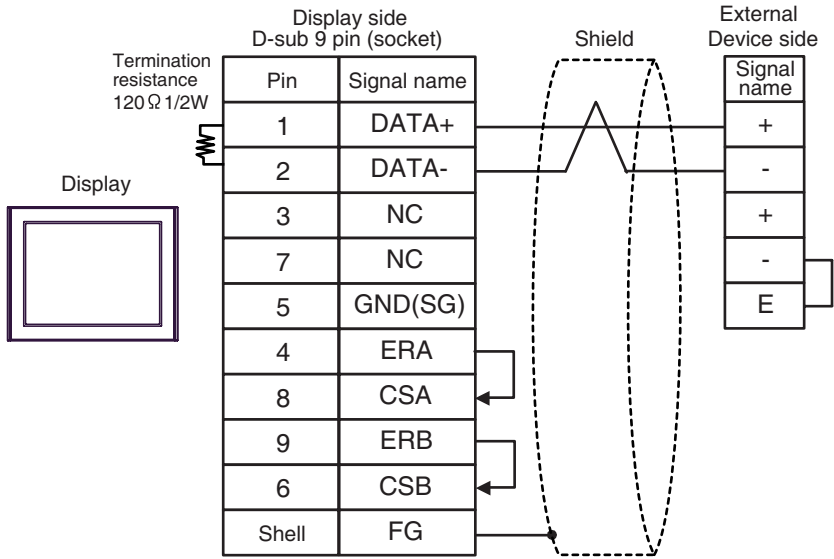 Display side
D-sub 9 pin (socket)
Shield
External
Device side
Termination
resistance
120Ω 1/2W
Display
Pin Signal name
1 DATA+
2 DATA-
3 NC
7 NC
5 GND(SG)
4 ERA
8 CSA
9 ERB
6 CSB
Shell FG
Signal
name
+
-
+
-
E